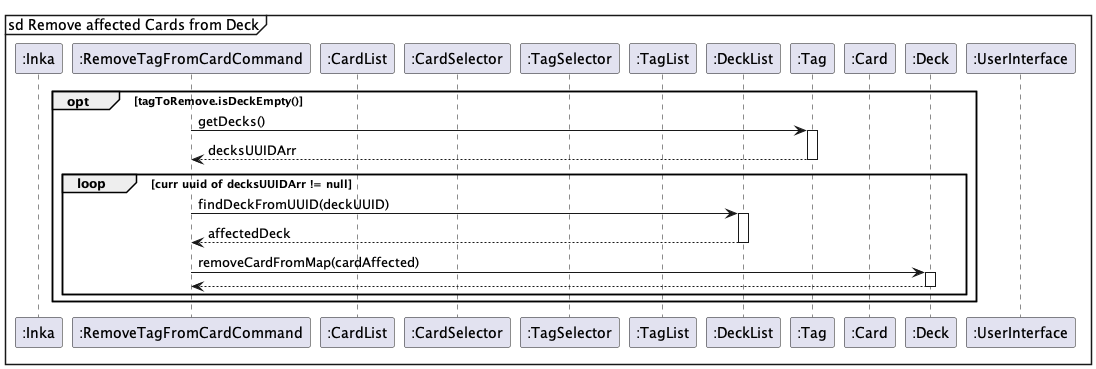 sd Remove affected Cards from Deck
:Inka :RemoveTagFromCardCommand :CardList :CardSelector :TagSelector :TagList :DeckList :Tag :Card :Deck :UserInterface
opt [tagToRemove.isDeckEmpty()]
getDecks()
decksUUIDArr
loop [curr uuid of decksUUIDArr != null]
findDeckFromUUID(deckUUID)
affectedDeck
removeCardFromMap(cardAffected)
:Inka :RemoveTagFromCardCommand :CardList :CardSelector :TagSelector :TagList :DeckList :Tag :Card :Deck :UserInterface